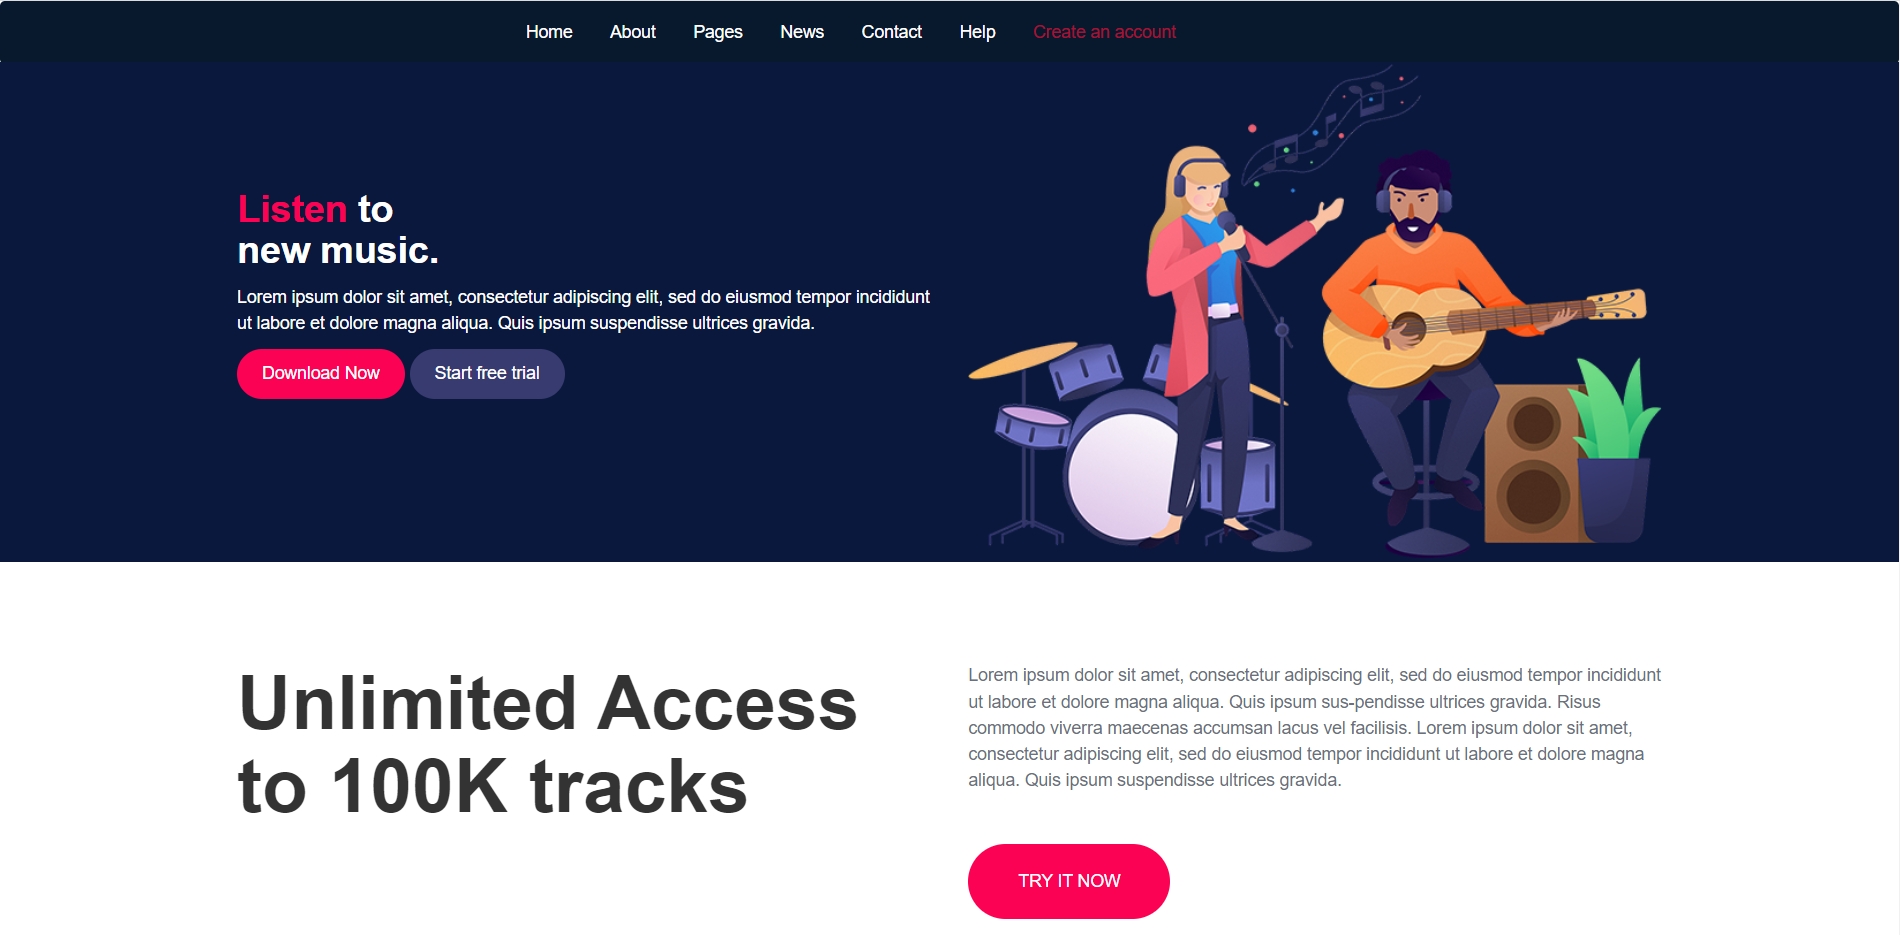 Home About Pages News Contact Help Create an account
Listen to
new music.
Lorem ipsum dolor sit amet, consectetur adipiscing elit, sed do eiusmod tempor incididunt
ut labore et dolore magna aliqua. Quis ipsum suspendisse ultrices gravida.
Download Now Start free trial
Unlimited Access
to 100K tracks
Lorem ipsum dolor sit amet, consectetur adipiscing elit, sed do eiusmod tempor incididunt
ut labore et dolore magna aliqua. Quis ipsum sus-pendisse ultrices gravida. Risus
commodo viverra maecenas accumsan lacus vel facilisis. Lorem ipsum dolor sit amet,
consectetur adipiscing elit, sed do eiusmod tempor incididunt ut labore et dolore magna
aliqua. Quis ipsum suspendisse ultrices gravida.
TRY IT NOW